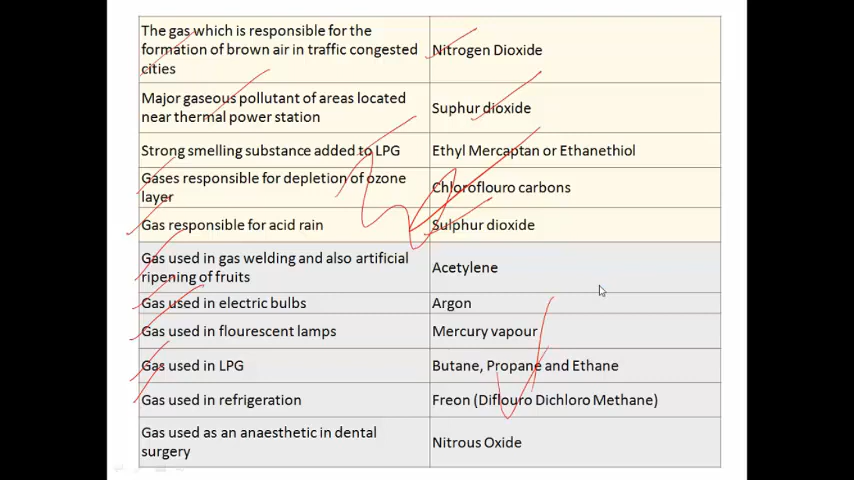 The gas which is responsible for the
formation of brown air in traffic congested
cities
Nitrogen Dioxide
Major gaseous pollutant of areas located
near thermal power station
Suphur dioxide
Strong smelling substance added to LPG
Ethyl Mercaptan or Ethanethiol
Gases responsible for depletion of ozone
layer
Chloroflouro carbons
Gas responsible for acid rain
Sulphur dioxide
Gas used in gas welding and also artificial
ripening of fruits
Acetylene
Gas used in electric bulbs
Argon
Gas used in flourescent lamps
Mercury vapour
Gas used in LPG
Butane, Propane and Ethane
Gas used in refrigeration
Freon (Diflouro Dichloro Methane)
Gas used as an anaesthetic in dental
surgery
Nitrous Oxide